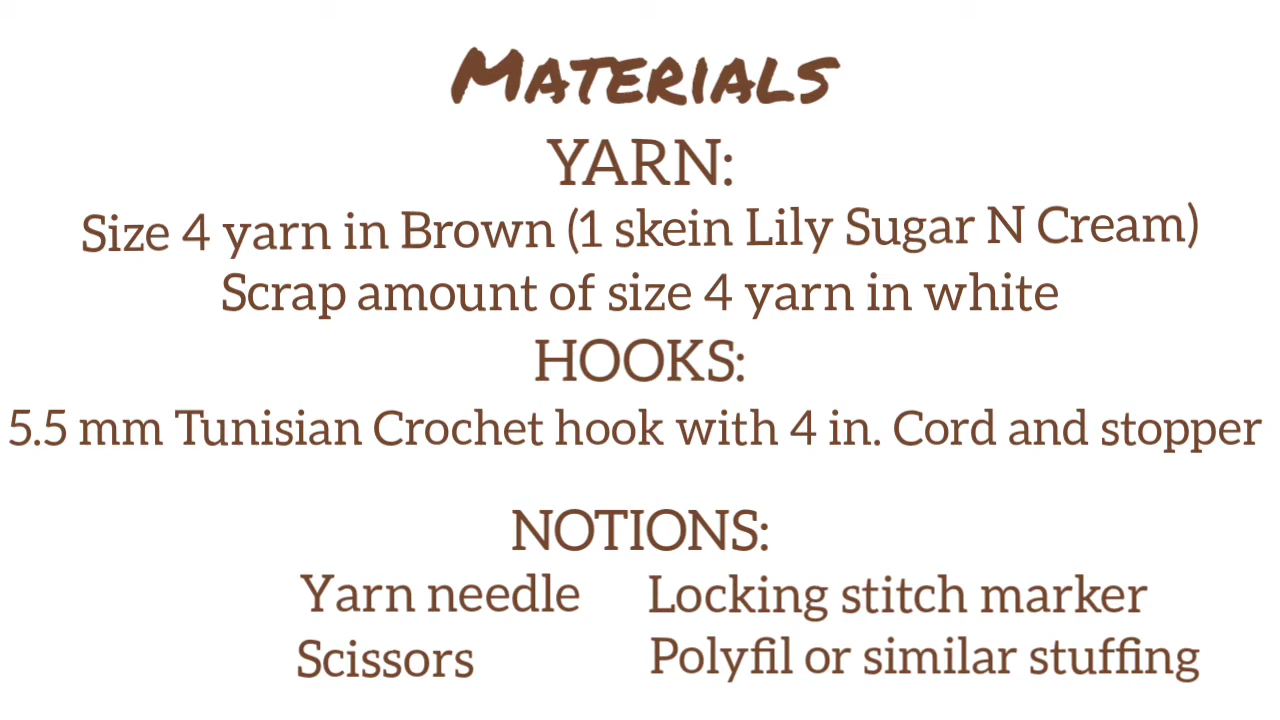 MATERIALS
YARN:
Size 4 yarn in Brown (1 skein Lily Sugar N Cream)
Scrap amount of size 4 yarn in white
HOOKS:
5.5 mm Tunisian Crochet hook with 4 in. Cord and stopper
NOTIONS:
Yarn needle Locking stitch marker
Scissors Polyfil or similar stuffing